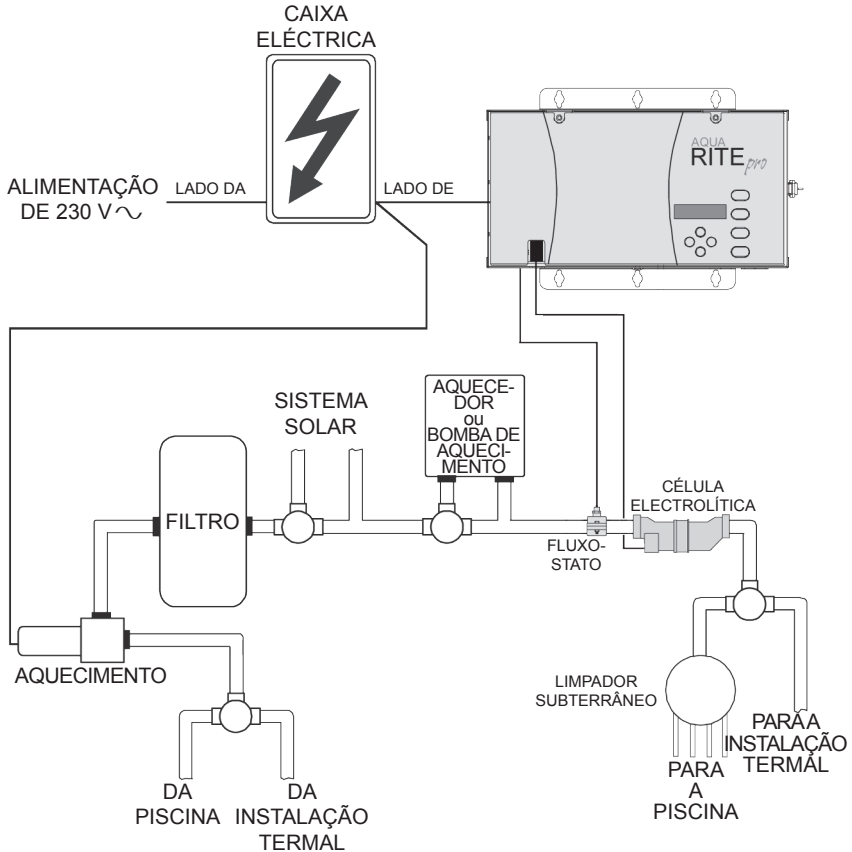 CAIXA
ELÉCTRICA
AQUA
RITE pro
ALIMENTAÇÃO
DE 230 V
LADO DA
LADO DE
SISTEMA
SOLAR
AQUECE-
DOR
ou
BOMBA DE
AQUECI-
MENTO
FILTRO
CÉLULA
ELECTROLÍTICA
FLUXO-
STATO
AQUECIMENTO
LIMPADOR
SUBTERRÂNEO
PARA A
INSTALAÇÃO
TERMAL
PARA
A
PISCINA
DA
PISCINA
DA
INSTALAÇÃO
TERMAL